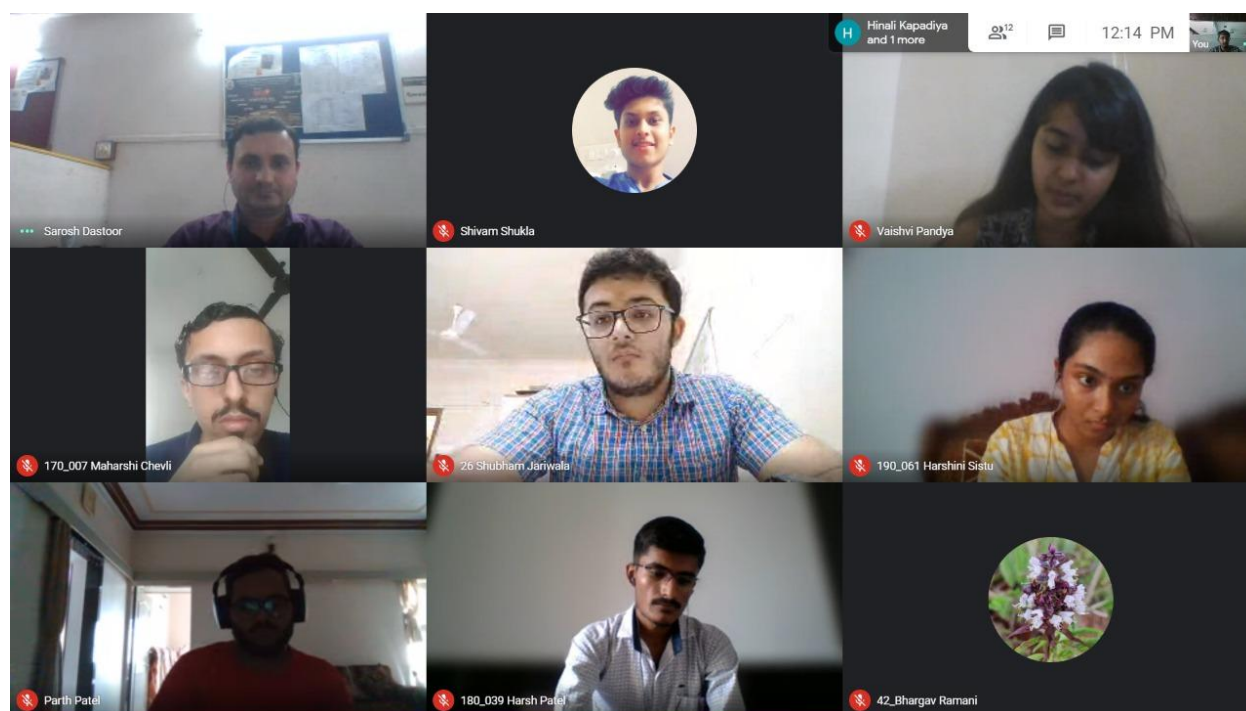 H
Hinali Kapadiya
and 1 more
12
12:14 PM
You
Sarosh Dastoor
Shivam Shukla
Vaishvi Pandya
170_007 Maharshi Chevli
26 Shubham Jariwala
190_061 Harshini Sistu
Parth Patel
180_039 Harsh Patel
42_Bhargav Ramani